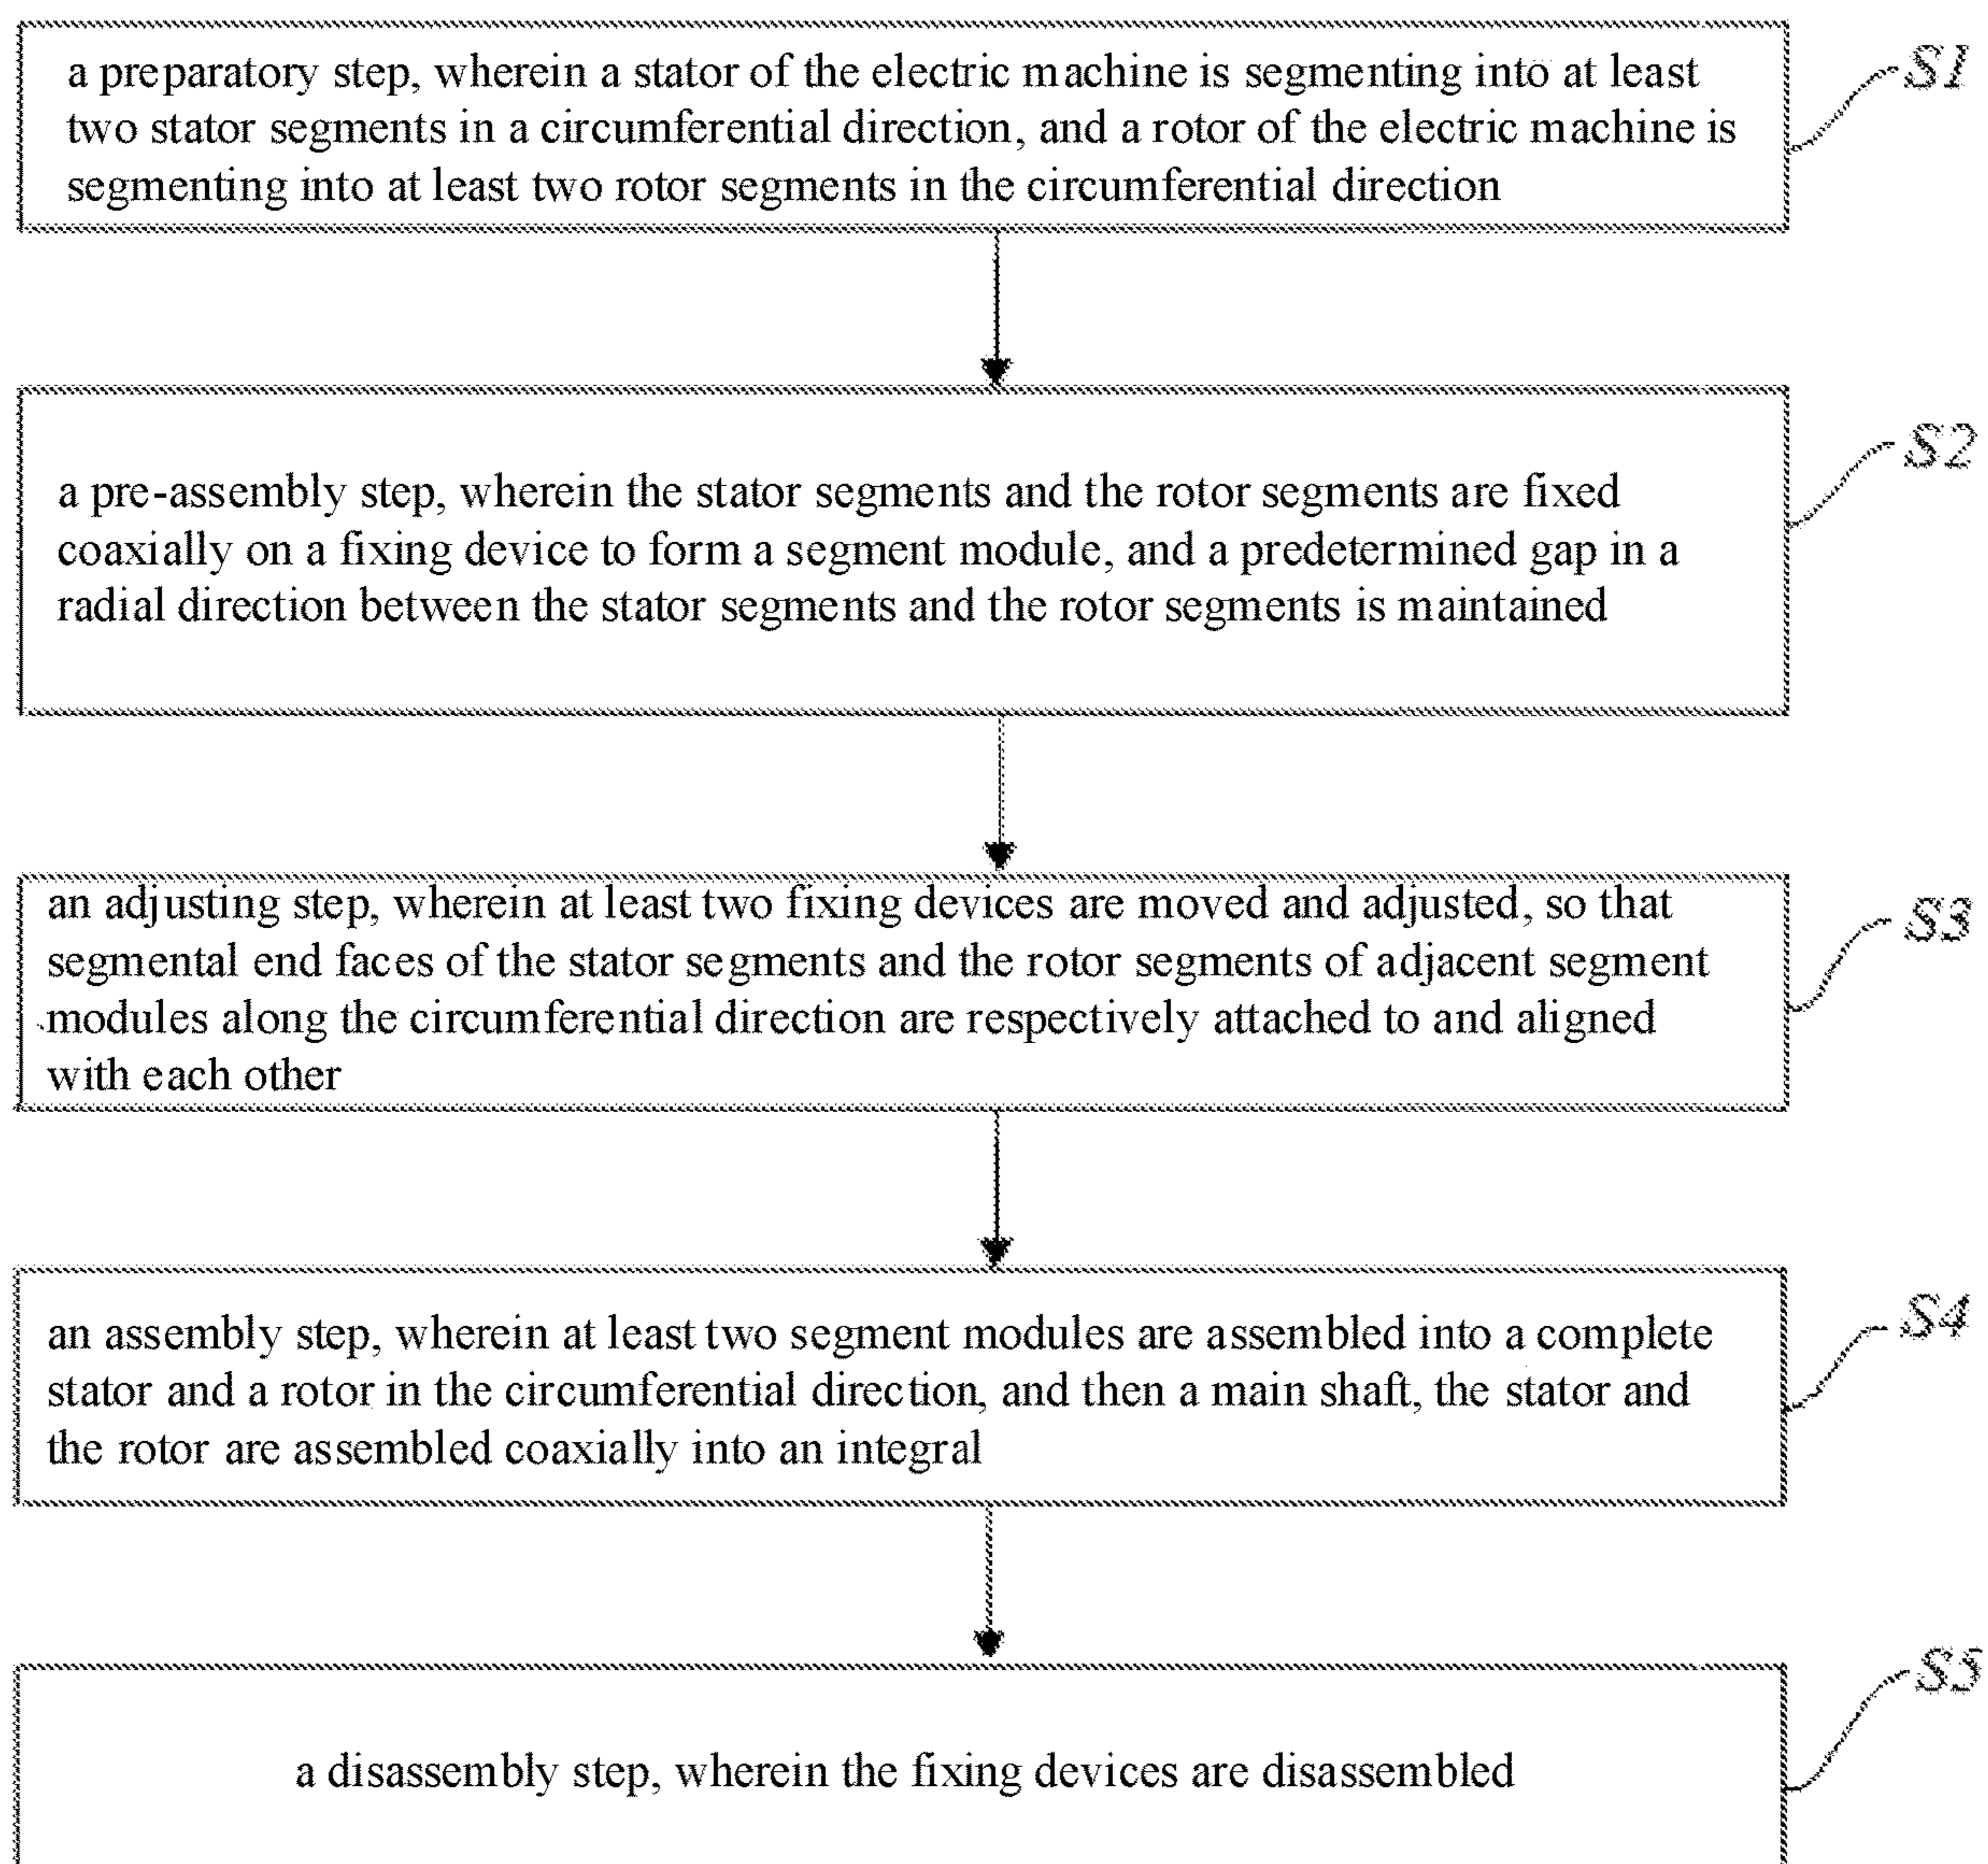 a preparatory step, wherein a stator of the electric machine is segmenting into at least
two stator segments in a circumferential direction, and a rotor of the electric machine is
segmenting into at least two rotor segments in the circumferential direction
S1
a pre-assembly step, wherein the stator segments and the rotor segments are fixed
coaxially on a fixing device to form a segment module, and a predetermined gap in a
radial direction between the stator segments and the rotor segments is maintained
S2
an adjusting step, wherein at least two fixing devices are moved and adjusted, so that
segmental end faces of the stator segments and the rotor segments of adjacent segment
modules along the circumferential direction are respectively attached to and aligned
with each other
S3
an assembly step, wherein at least two segment modules are assembled into a complete
stator and a rotor in the circumferential direction, and then a main shaft, the stator and
the rotor are assembled coaxially into an integral
S4
a disassembly step, wherein the fixing devices are disassembled
S5